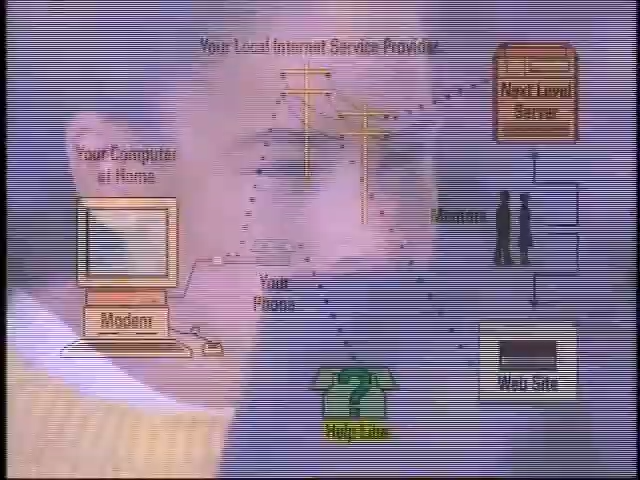 Your Local Internet Service Provider
Next Level
Server
Your Computer
at Home
Mentors
Your
Phone
Modem
Web Site
Help Line